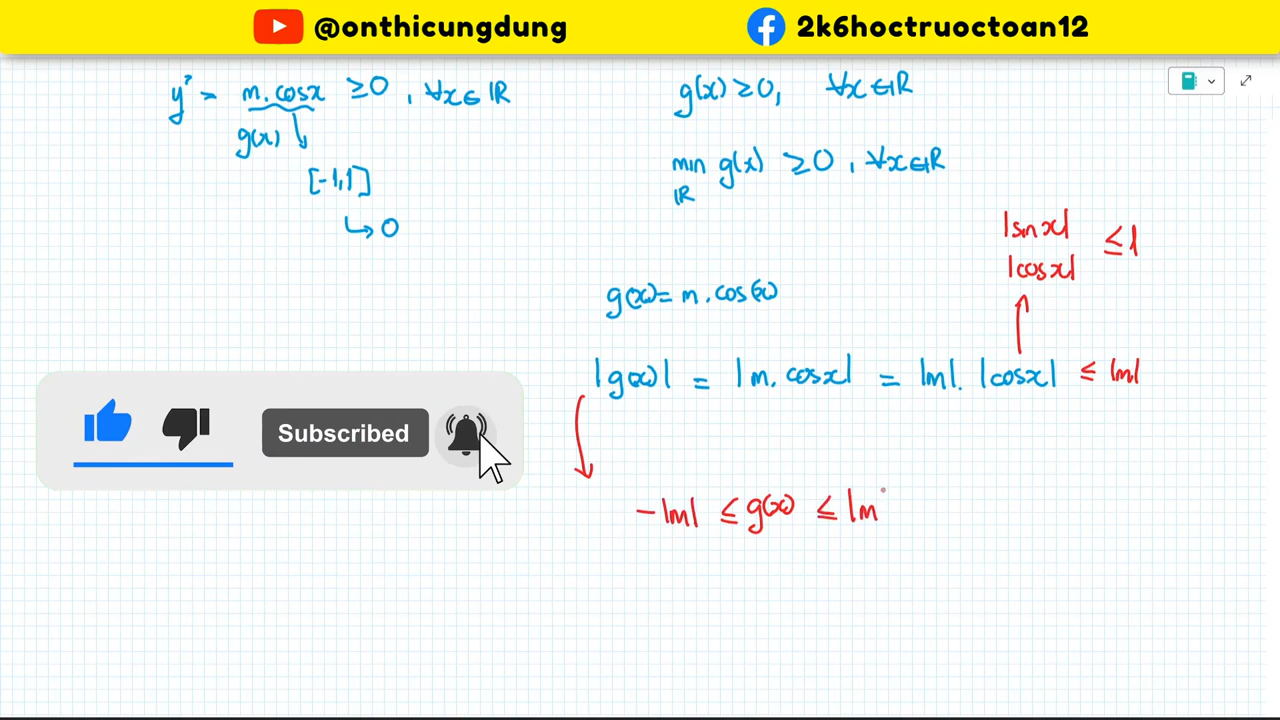 @onthicungdung
2k6hoctruoctoan12
y' = m.cosx ≥0 , ∀x∈ℝ
g(x)
[-1,1]
↳ 0
g(x) ≥0, ∀x∈ℝ
min g(x) ≥0 , ∀x∈ℝ
ℝ
|sin x|
≤ 1
|cos x|
g(x) = m.cos(x)
|g(x)| = |m.cosx| = |m|.|cosx| ≤ |m|
Subscribed
-|m| ≤ g(x) ≤ |m